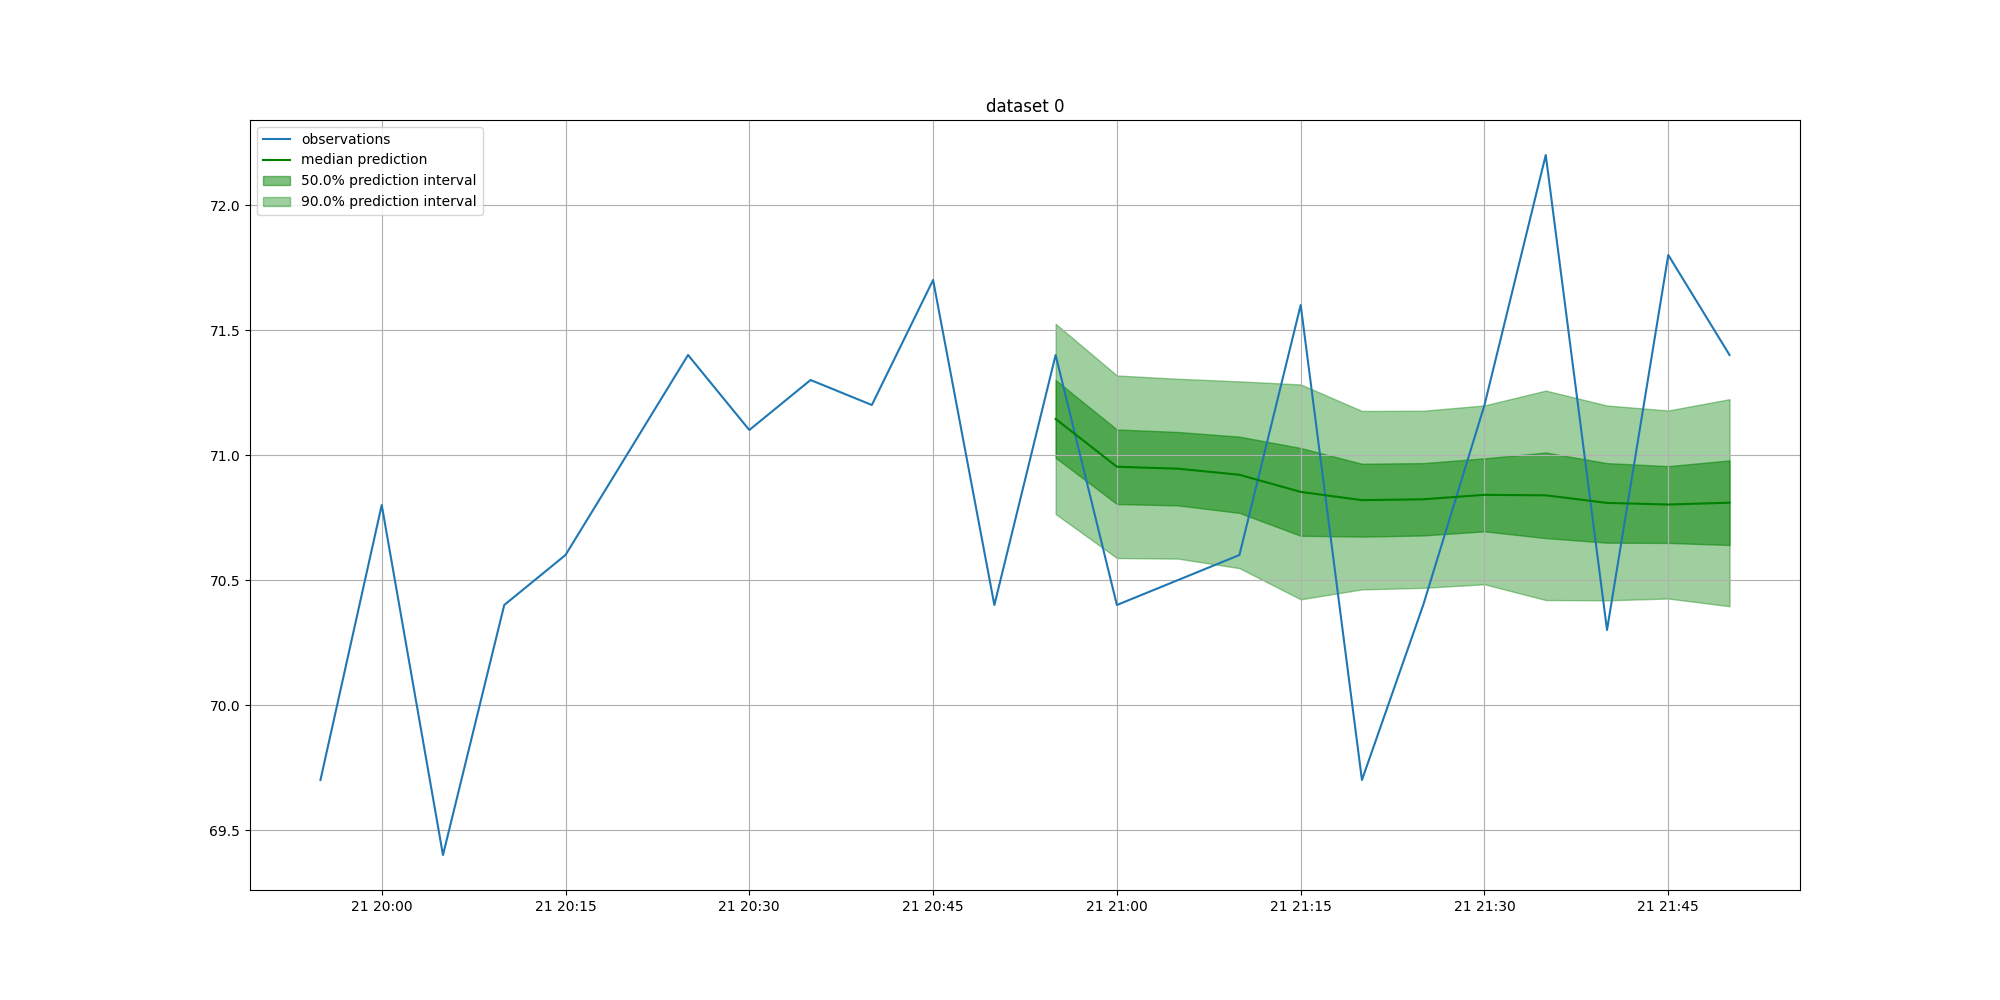 dataset 0
observations
median prediction
50.0% prediction interval
90.0% prediction interval
72.0
71.5
71.0
70.5
70.0
69.5
21 20:00
21 20:15
21 20:30
21 20:45
21 21:00
21 21:15
21 21:30
21 21:45